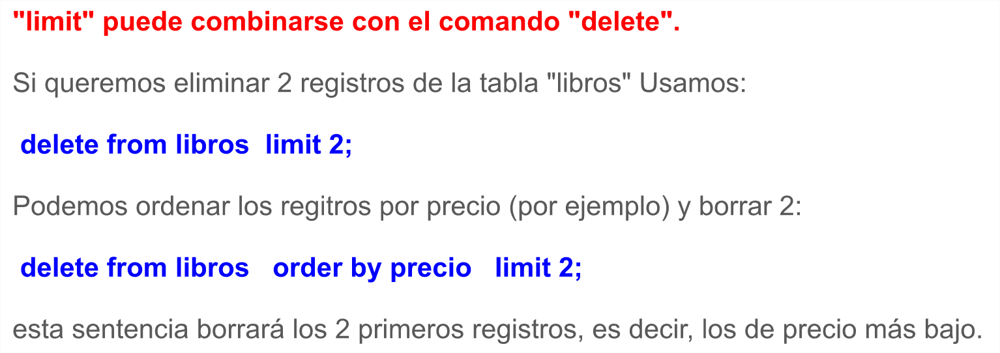 "limit" puede combinarse con el comando "delete".
Si queremos eliminar 2 registros de la tabla "libros" Usamos:
delete from libros  limit 2;
Podemos ordenar los regitros por precio (por ejemplo) y borrar 2:
delete from libros   order by precio   limit 2;
esta sentencia borrará los 2 primeros registros, es decir, los de precio más bajo.